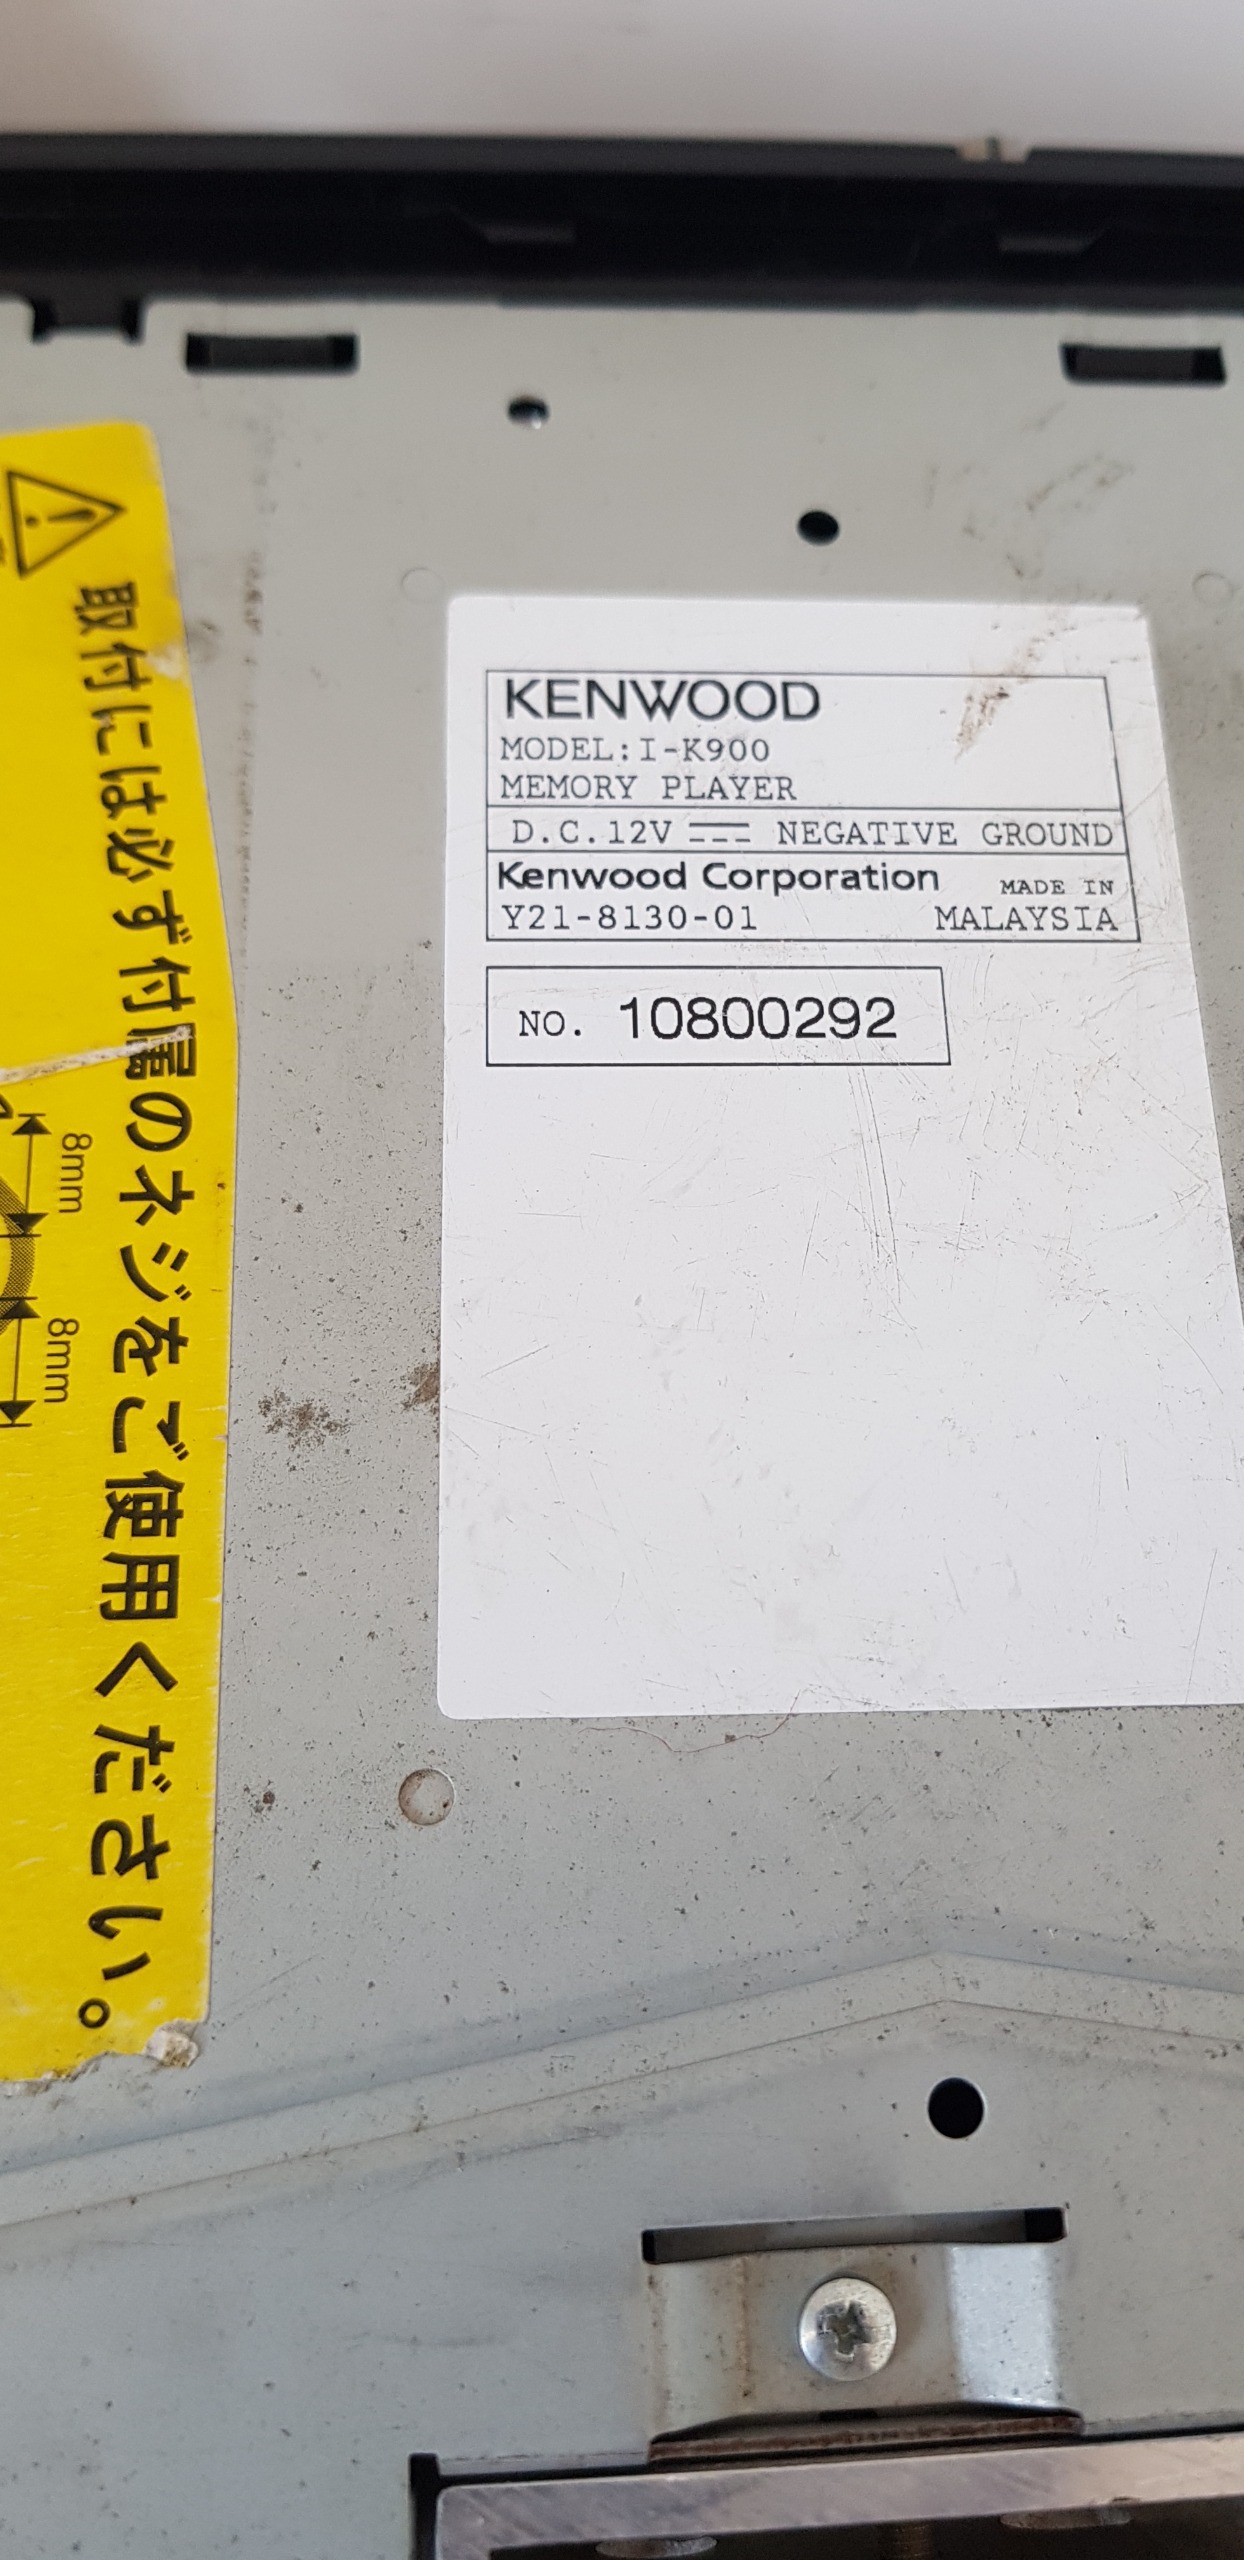 取付には必ず付属のネジをご使用ください。
8mm
8mm
KENWOOD
MODEL:I-K900
MEMORY PLAYER
D.C.12V NEGATIVE GROUND
Kenwood Corporation MADE IN
Y21-8130-01 MALAYSIA
NO. 10800292